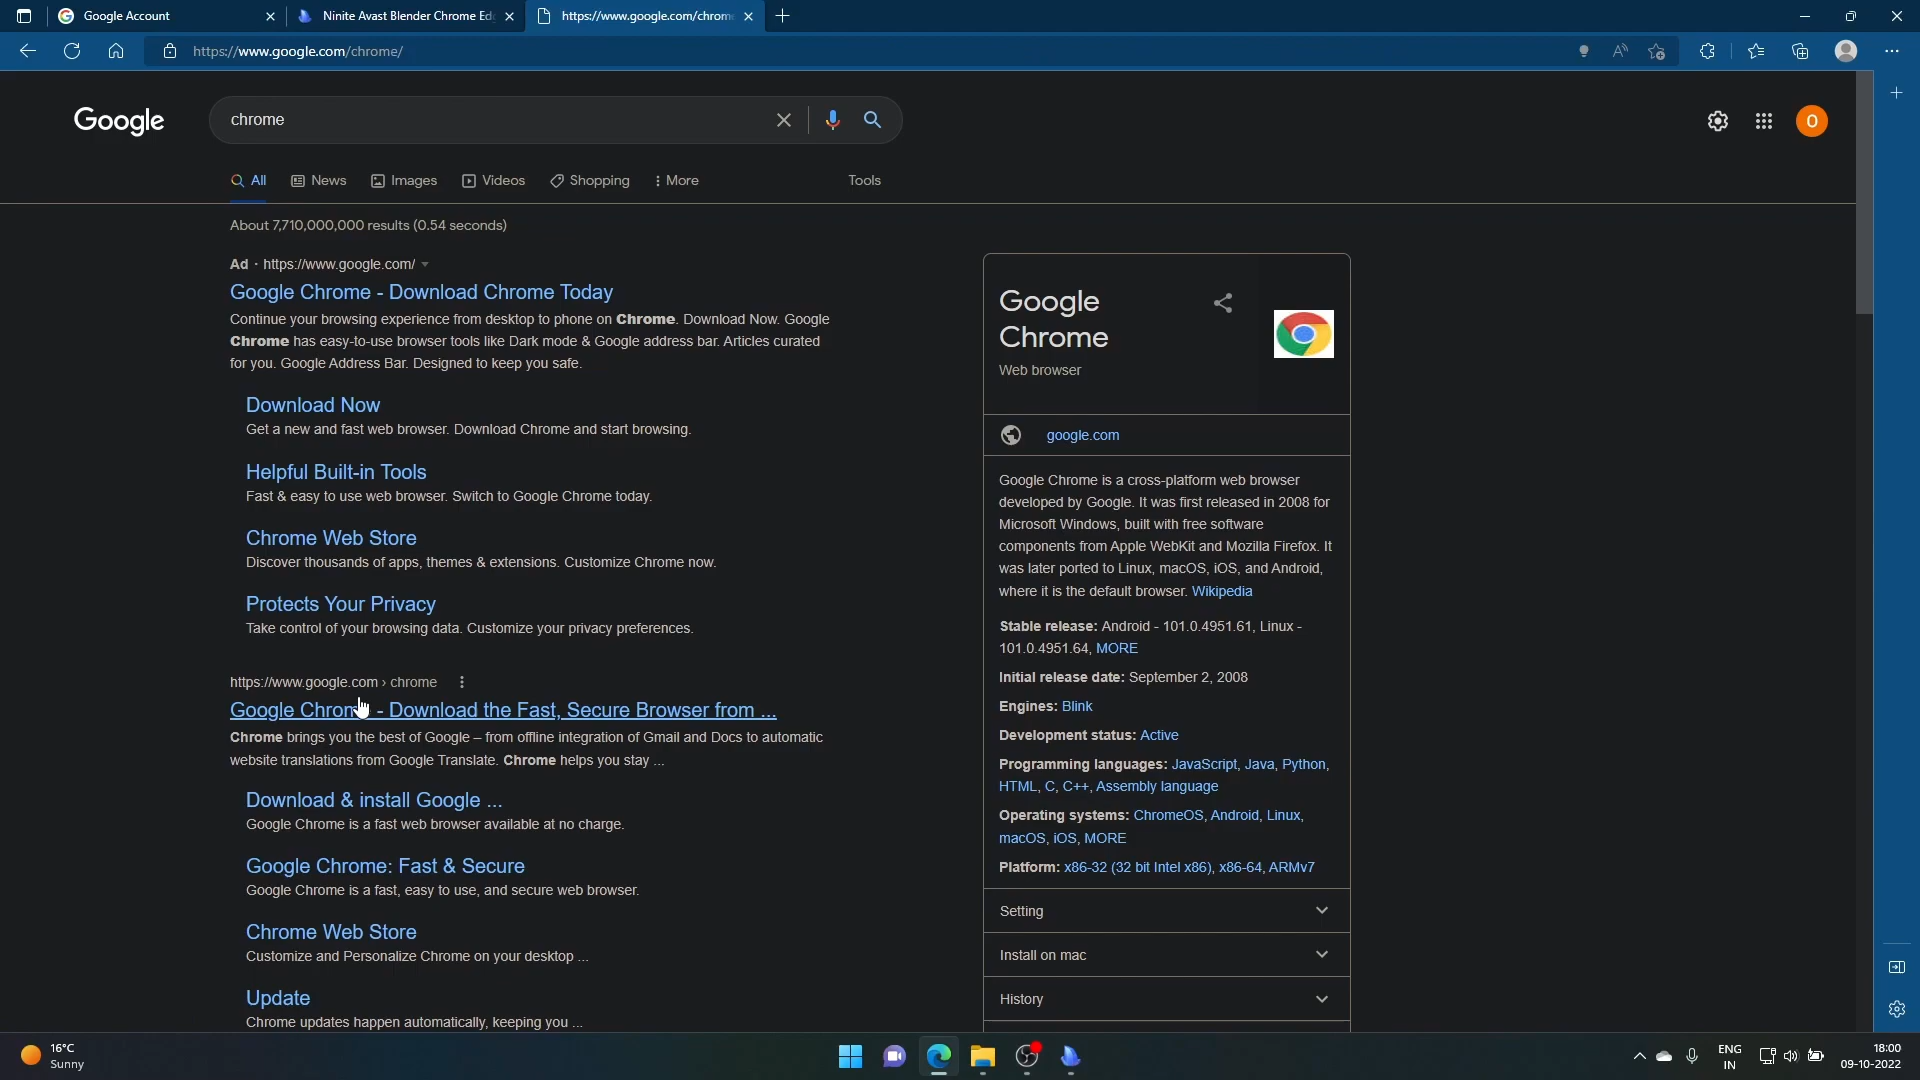 Google Account
Ninite Avast Blender Chrome Ed
https://www.google.com/chrome
https://www.google.com/chrome/
Google
chrome
O
All
News
Images
Videos
Shopping
More
Tools
About 7,710,000,000 results (0.54 seconds)
Ad · https://www.google.com/
Google Chrome - Download Chrome Today
Continue your browsing experience from desktop to phone on Chrome. Download Now. Google
Chrome has easy-to-use browser tools like Dark mode & Google address bar. Articles curated
for you. Google Address Bar. Designed to keep you safe.
Download Now
Get a new and fast web browser. Download Chrome and start browsing.
Helpful Built-in Tools
Fast & easy to use web browser. Switch to Google Chrome today.
Chrome Web Store
Discover thousands of apps, themes & extensions. Customize Chrome now.
Protects Your Privacy
Take control of your browsing data. Customize your privacy preferences.
https://www.google.com › chrome
Google Chrome - Download the Fast, Secure Browser from ...
Chrome brings you the best of Google – from offline integration of Gmail and Docs to automatic
website translations from Google Translate. Chrome helps you stay ...
Download & install Google ...
Google Chrome is a fast web browser available at no charge.
Google Chrome: Fast & Secure
Google Chrome is a fast, easy to use, and secure web browser.
Chrome Web Store
Customize and Personalize Chrome on your desktop ...
Update
Chrome updates happen automatically, keeping you ...
Google
Chrome
Web browser
google.com
Google Chrome is a cross-platform web browser
developed by Google. It was first released in 2008 for
Microsoft Windows, built with free software
components from Apple WebKit and Mozilla Firefox. It
was later ported to Linux, macOS, iOS, and Android,
where it is the default browser. Wikipedia
Stable release: Android - 101.0.4951.61, Linux -
101.0.4951.64, MORE
Initial release date: September 2, 2008
Engines: Blink
Development status: Active
Programming languages: JavaScript, Java, Python,
HTML, C, C++, Assembly language
Operating systems: ChromeOS, Android, Linux,
macOS, iOS, MORE
Platform: x86-32 (32 bit Intel x86), x86-64, ARMv7
Setting
Install on mac
History
16°C
Sunny
ENG
IN
18:00
09-10-2022